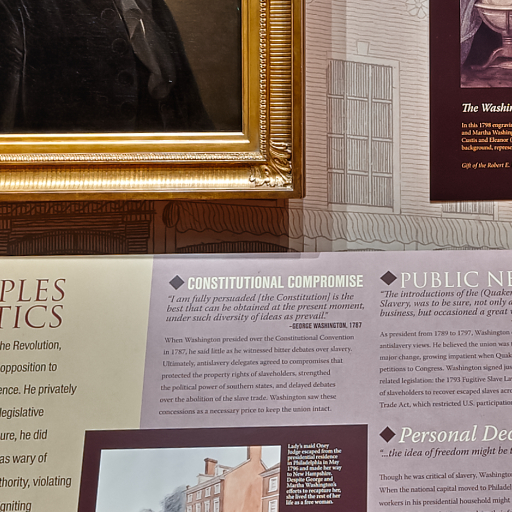 The Washin
In this 1798 engravi
and Martha Washing
Custis and Eleanor
background, represe
Gift of the Robert E.
PLES
TICS
he Revolution,
opposition to
ence. He privately
legislative
ure, he did
as wary of
thority, violating
gniting
CONSTITUTIONAL COMPROMISE
"I am fully persuaded [the Constitution] is the
best that can be obtained at the present moment,
under such diversity of ideas as prevail."
-GEORGE WASHINGTON, 1787
When Washington presided over the Constitutional Convention
in 1787, he said little as he witnessed bitter debates over slavery.
Ultimately, antislavery delegates agreed to compromises that
protected the property rights of slaveholders, strengthed
the political power of southern states, and delayed debates
over the abolition of the slave trade. Washington saw these
concessions as a necessary price to keep the union intact.
Lady's maid Oney
Judge escaped from the
presidential residence
in Philadelphia in May
1796 and made her way
to New Hampshire.
Despite George and
Martha Washington's
efforts to recapture her,
she lived the rest of her
life as a free woman.
PUBLIC NE
"The introductions of the [Quaker
Slavery, was to be sure, not only a
business, but occasioned a great
As president from 1789 to 1797, Washington
antislavery views. He believed the union was
major change, growing impatient when Quak
petitions to Congress. Washington signed just
related legislation: the 1793 Fugitive Slave La
of slaveholders to recover escaped slaves acr
Trade Act, which restricted U.S. participation
Personal Dec
"...the idea of freedom might be t
Though he was critical of slavery, Washington
When the national capital moved to Philadel
workers in his presidential household might